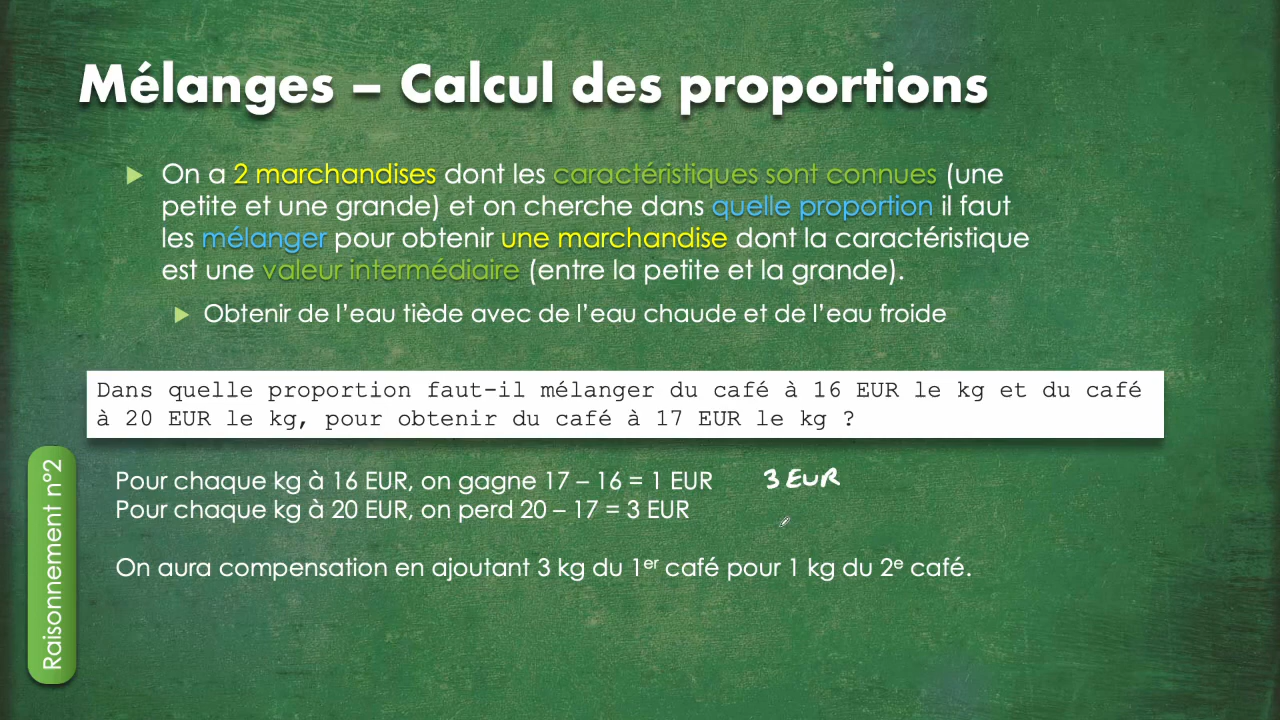 Mélanges – Calcul des proportions
On a 2 marchandises dont les caractéristiques sont connues (une
petite et une grande) et on cherche dans quelle proportion il faut
les mélanger pour obtenir une marchandise dont la caractéristique
est une valeur intermédiaire (entre la petite et la grande).
Obtenir de l’eau tiède avec de l’eau chaude et de l’eau froide
Dans quelle proportion faut-il mélanger du café à 16 EUR le kg et du café
à 20 EUR le kg, pour obtenir du café à 17 EUR le kg ?
Raisonnement n°2
Pour chaque kg à 16 EUR, on gagne 17 – 16 = 1 EUR 3 EUR
Pour chaque kg à 20 EUR, on perd 20 – 17 = 3 EUR
On aura compensation en ajoutant 3 kg du 1er café pour 1 kg du 2e café.